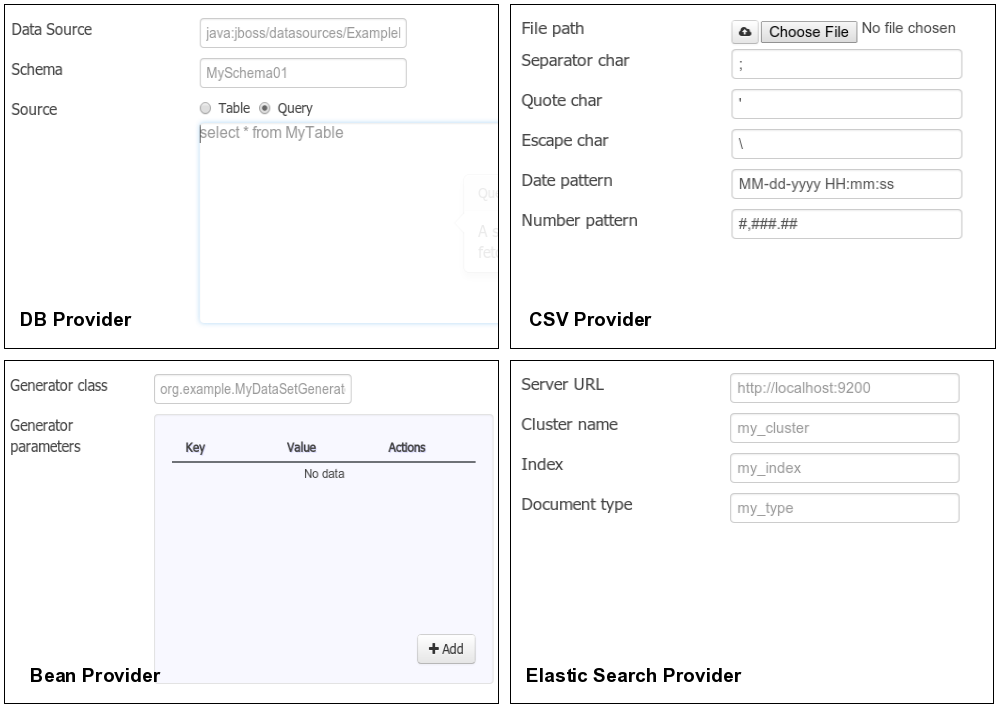 Data Source
java:jboss/datasources/Example
Schema
MySchema01
Source
Table Query
select * from MyTable
A s
DB Provider
File path
Choose File No file chosen
Separator char
;
Quote char
'
Escape char
\
Date pattern
MM-dd-yyyy HH:mm:ss
Number pattern
#,###.##
CSV Provider
Generator class
org.example.MyDataSetGenerat
Generator
parameters
Key Value Actions
No data
Add
Bean Provider
Server URL
http://localhost:9200
Cluster name
my_cluster
Index
my_index
Document type
my_type
Elastic Search Provider